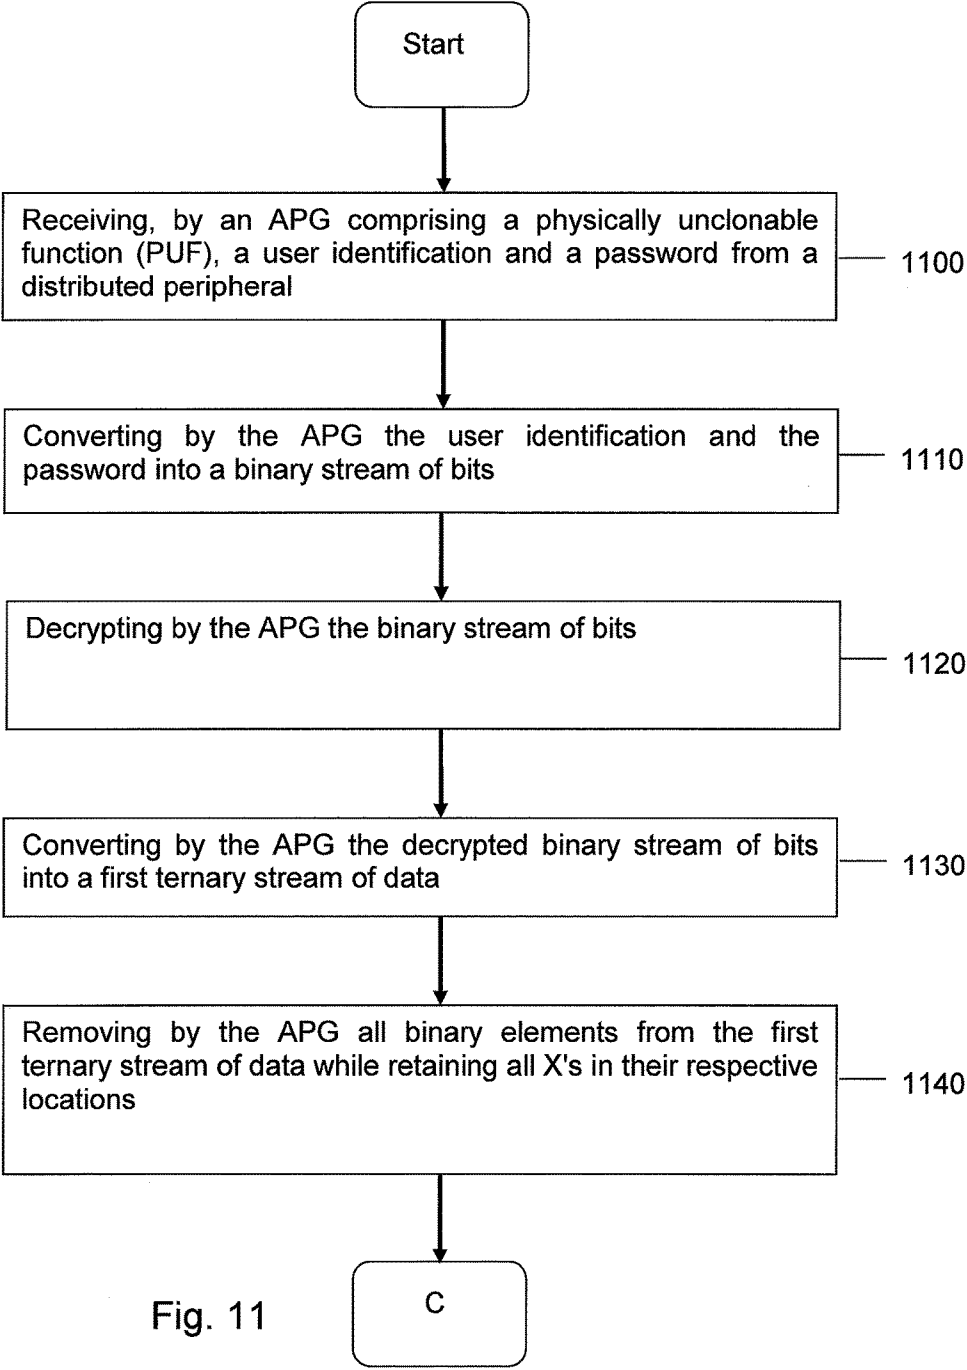 Start
Receiving, by an APG comprising a physically unclonable
function (PUF), a user identification and a password from a
distributed peripheral
1100
Converting by the APG the user identification and the
password into a binary stream of bits
1110
Decrypting by the APG the binary stream of bits
1120
Converting by the APG the decrypted binary stream of bits
into a first ternary stream of data
1130
Removing by the APG all binary elements from the first
ternary stream of data while retaining all X's in their respective
locations
1140
C
Fig. 11